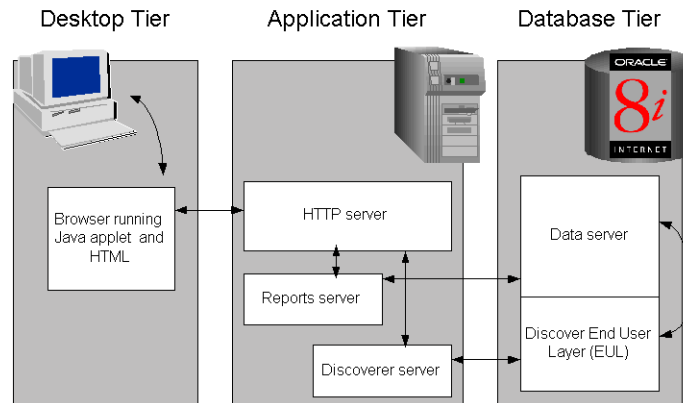 Desktop Tier
Application Tier
Database Tier
ORACLE
8i
INTERNET
Browser running
Java applet and
HTML
HTTP server
Reports server
Discoverer server
Data server
Discover End User
Layer (EUL)